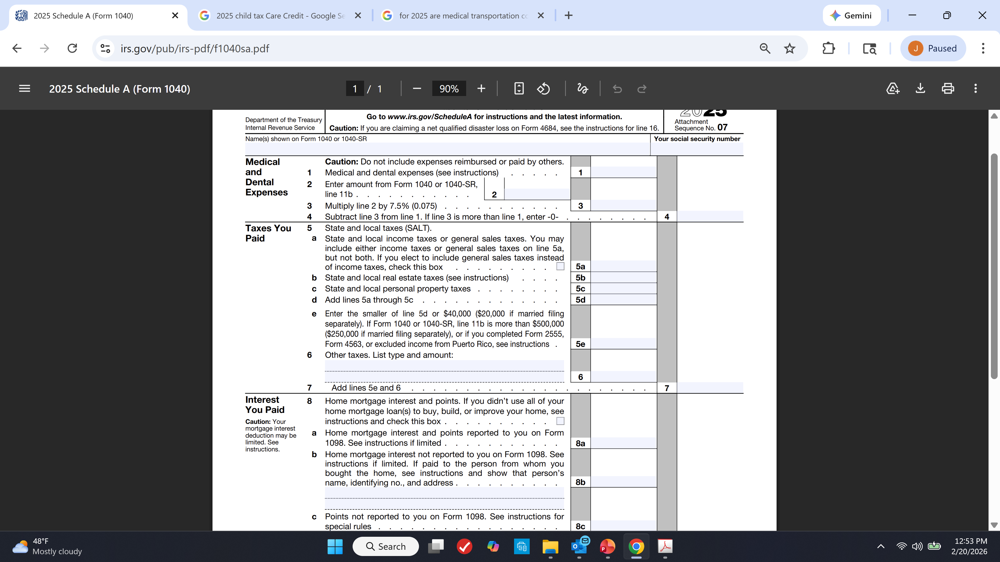 2025 Schedule A (Form 1040)
2025 child tax Care Credit - Google Se
for 2025 are medical transportation co
Gemini
irs.gov/pub/irs-pdf/f1040sa.pdf
J
Paused
2025 Schedule A (Form 1040)
1 / 1
90%
Go to www.irs.gov/ScheduleA for instructions and the latest information.
2025
Department of the Treasury
Internal Revenue Service
Caution: If you are claiming a net qualified disaster loss on Form 4684, see the instructions for line 16.
Attachment
Sequence No. 07
Name(s) shown on Form 1040 or 1040-SR
Your social security number
Medical
and
Dental
Expenses
Caution: Do not include expenses reimbursed or paid by others.
1 Medical and dental expenses (see instructions) . . . . . 1
2 Enter amount from Form 1040 or 1040-SR,
line 11b . . . . . . . . . . . 2
3 Multiply line 2 by 7.5% (0.075) . . . . . . . . . . . 3
4 Subtract line 3 from line 1. If line 3 is more than line 1, enter -0- . . . . . . . . 4
Taxes You
Paid
5 State and local taxes (SALT).
a State and local income taxes or general sales taxes. You may
include either income taxes or general sales taxes on line 5a,
but not both. If you elect to include general sales taxes instead
of income taxes, check this box . . . . . . . . . 5a
b State and local real estate taxes (see instructions) . . . . 5b
c State and local personal property taxes . . . . . . . . 5c
d Add lines 5a through 5c . . . . . . . . . . . . . 5d
e Enter the smaller of line 5d or $40,000 ($20,000 if married filing
separately). If Form 1040 or 1040-SR, line 11b is more than $500,000
($250,000 if married filing separately), or if you completed Form 2555,
Form 4563, or excluded income from Puerto Rico, see instructions . 5e
6 Other taxes. List type and amount:
6
7 Add lines 5e and 6 . . . . . . . . . . . . . . . . . . . . . . 7
Interest
You Paid
Caution: Your
mortgage interest
deduction may be
limited. See
instructions.
8 Home mortgage interest and points. If you didn’t use all of your
home mortgage loan(s) to buy, build, or improve your home, see
instructions and check this box . . . . . . . . . .
a Home mortgage interest and points reported to you on Form
1098. See instructions if limited . . . . . . . . . . . 8a
b Home mortgage interest not reported to you on Form 1098. See
instructions if limited. If paid to the person from whom you
bought the home, see instructions and show that person’s
name, identifying no., and address . . . . . . . . . . 8b
c Points not reported to you on Form 1098. See instructions for
special rules . . . . . . . . . . . . . . . . . 8c
48°F
Mostly cloudy
Search
12:53 PM
2/20/2026